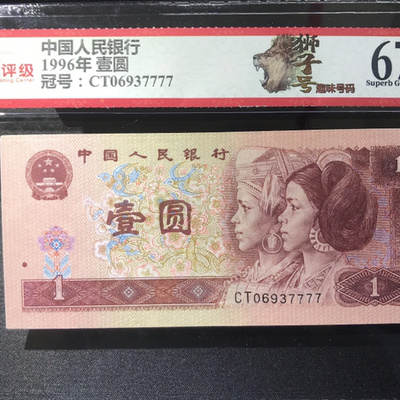 中国人民银行
1996年 壹圆
冠号：CT06937777
评级
狮子号
趣味号码
67
Superb G
中国人民银行
壹圆
1
CT06937777
1